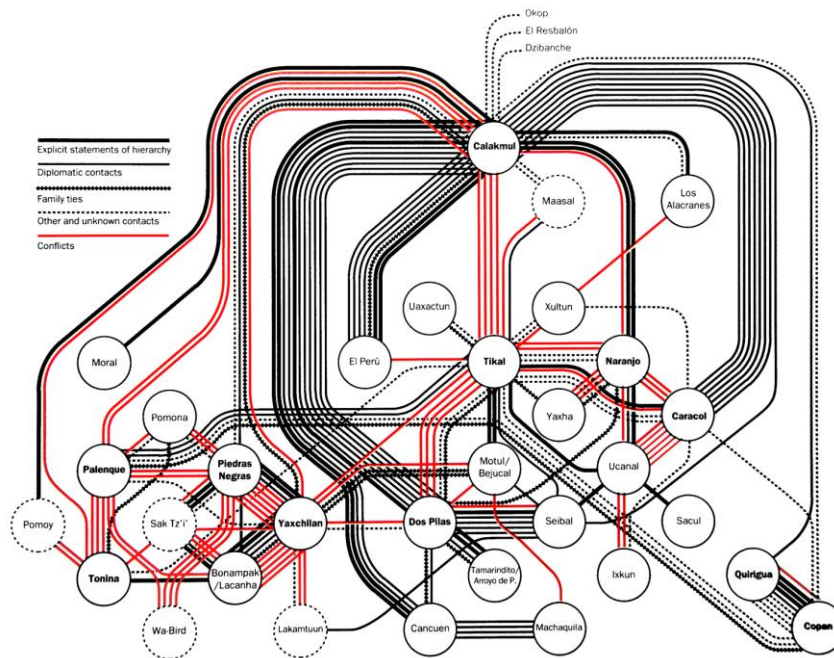 Okop
El Resbalón
Dzibanche
Calakmul
Explicit statements of hierarchy
Diplomatic contacts
Family ties
Other and unknown contacts
Conflicts
Maasal
Los
Alacranes
Uaxactun
Xultun
Moral
El Perú
Tikal
Naranjo
Pomona
Yaxha
Caracol
Palenque
Piedras
Negras
Motul/
Bejucal
Ucanal
Pomoy
Sak Tz'i'
Yaxchilan
Dos Pilas
Seibal
Sacul
Tonina
Bonampak
/Lacanha
Tamarindito/
Arroyo de P.
Ixkun
Quirigua
Wa-Bird
Lakamtuun
Cancuen
Machaquila
Copan